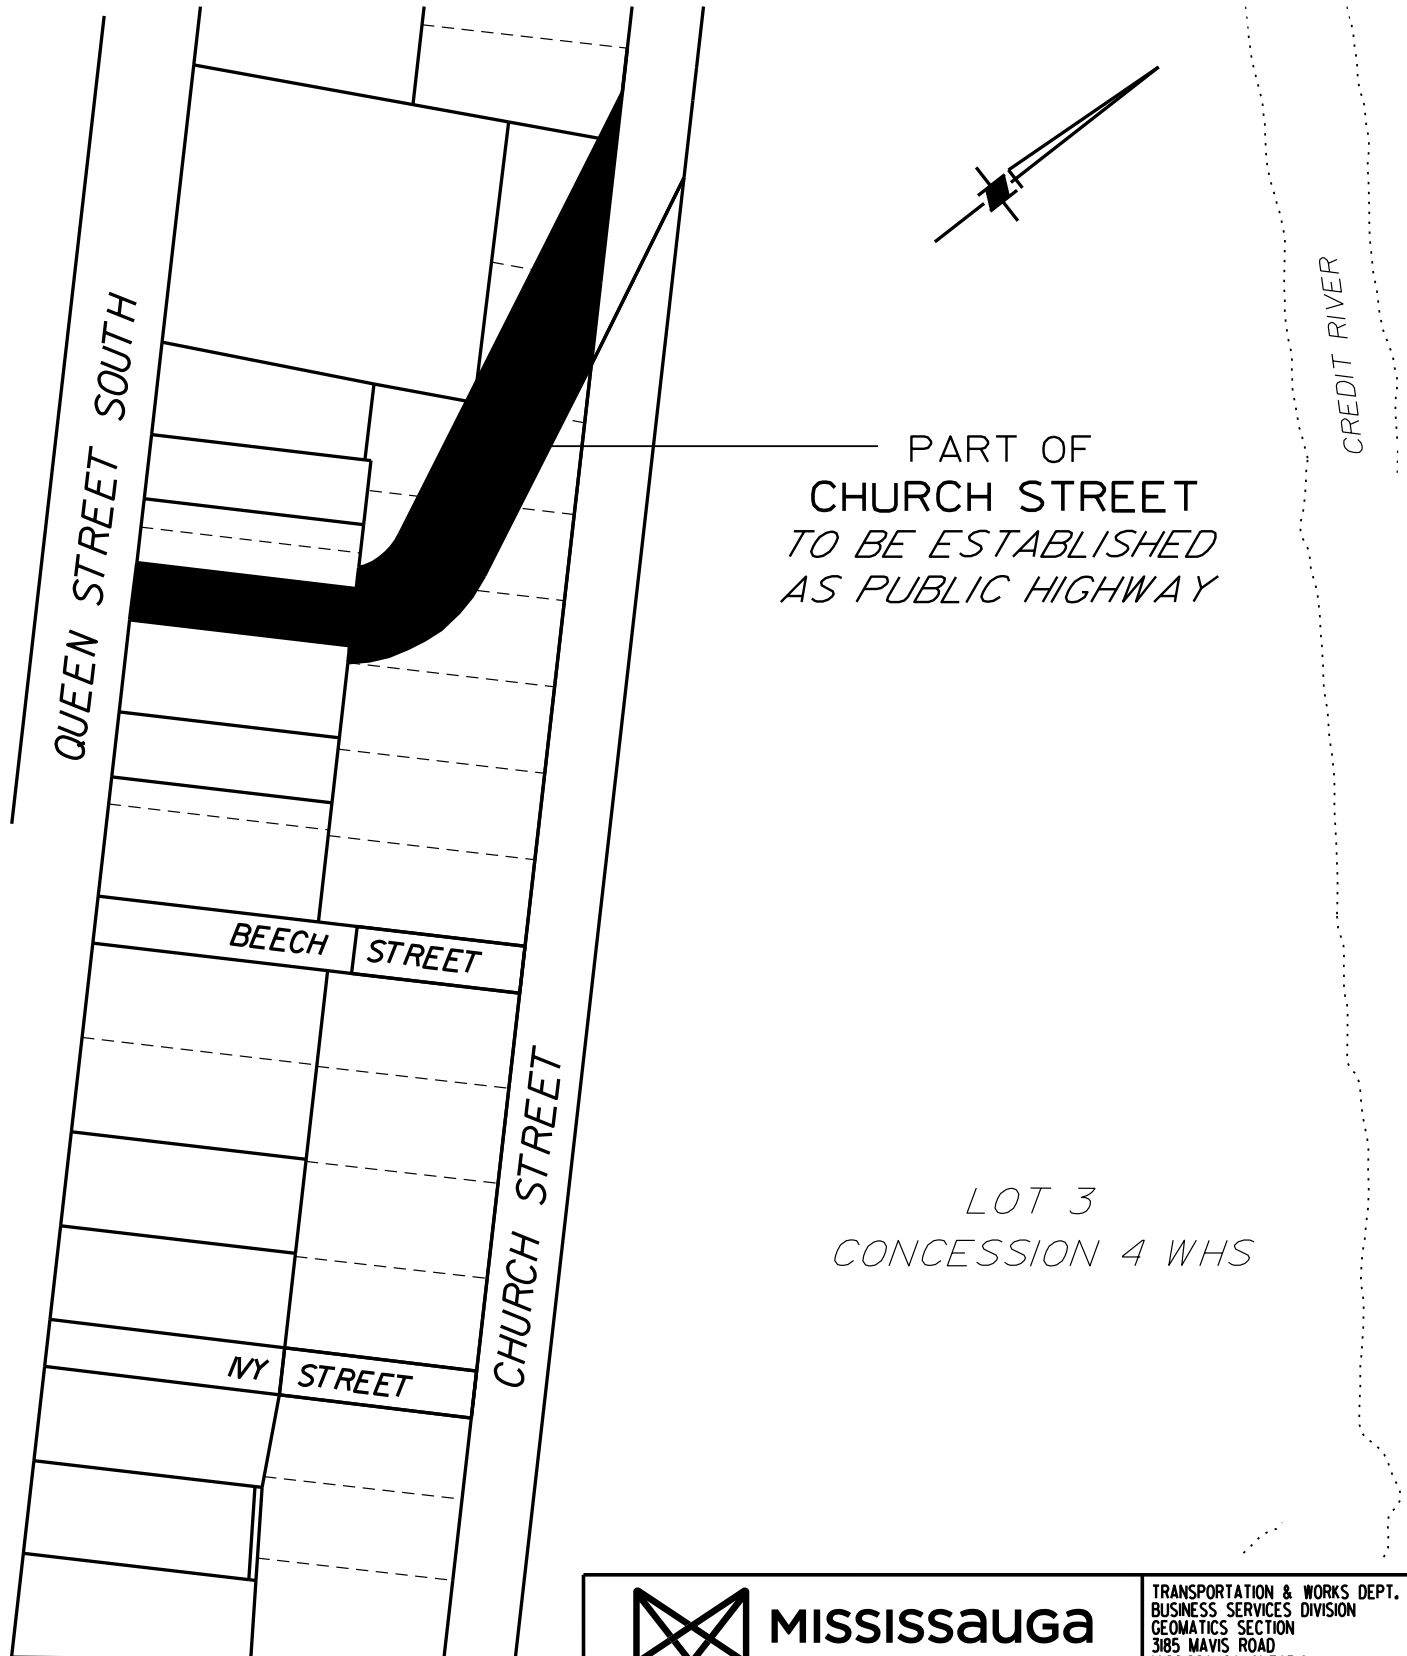 QUEEN STREET SOUTH
CREDIT RIVER
PART OF
CHURCH STREET
TO BE ESTABLISHED
AS PUBLIC HIGHWAY
BEECH STREET
CHURCH STREET
LOT 3
CONCESSION 4 WHS
IVY STREET
MISSISSAUGA
TRANSPORTATION & WORKS DEPT.
BUSINESS SERVICES DIVISION
GEOMATICS SECTION
3185 MAVIS ROAD